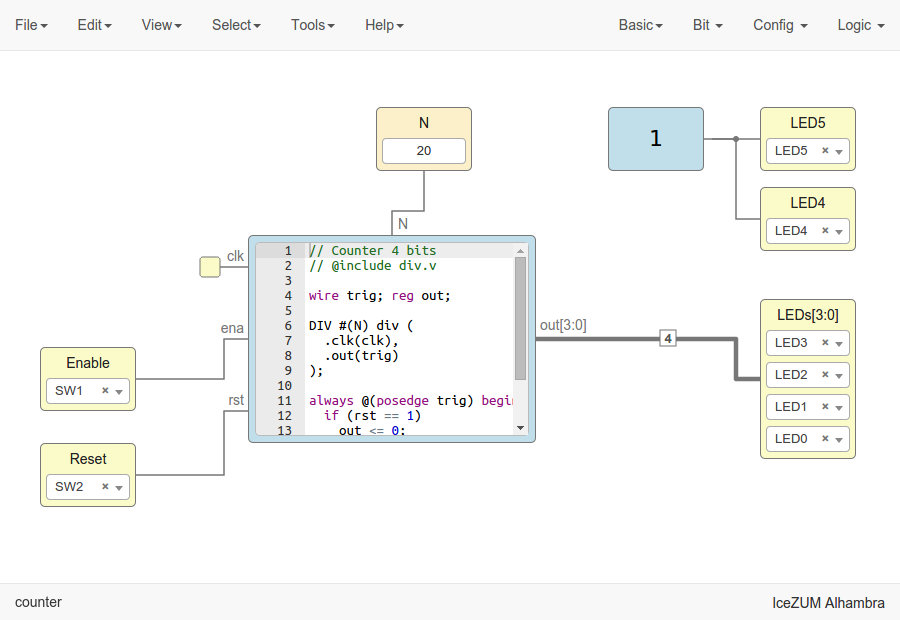 File Edit View Select Tools Help Basic Bit Config Logic
N
20
1
LED5
LED5 ×
LED4
LED4 ×
N
clk
ena
rst
Enable
SW1 ×
Reset
SW2 ×
1 // Counter 4 bits
2 // @include div.v
3
4 wire trig; reg out;
5
6 DIV #(N) div (
7 .clk(clk),
8 .out(trig)
9 );
10
11 always @(posedge trig) begi
12 if (rst == 1)
13 out <= 0;
out[3:0]
4
LEDs[3:0]
LED3 ×
LED2 ×
LED1 ×
LED0 ×
counter
IceZUM Alhambra